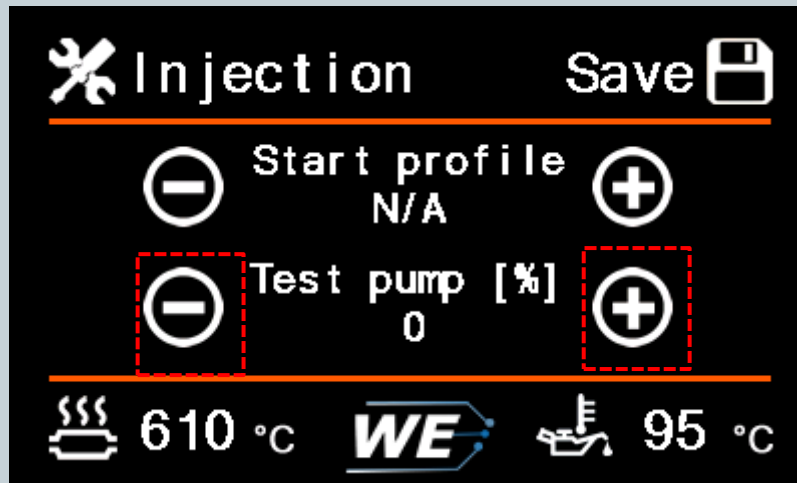 Injection Save
Start profile
N/A
Test pump [%]
0
610 °C WE 95 °C